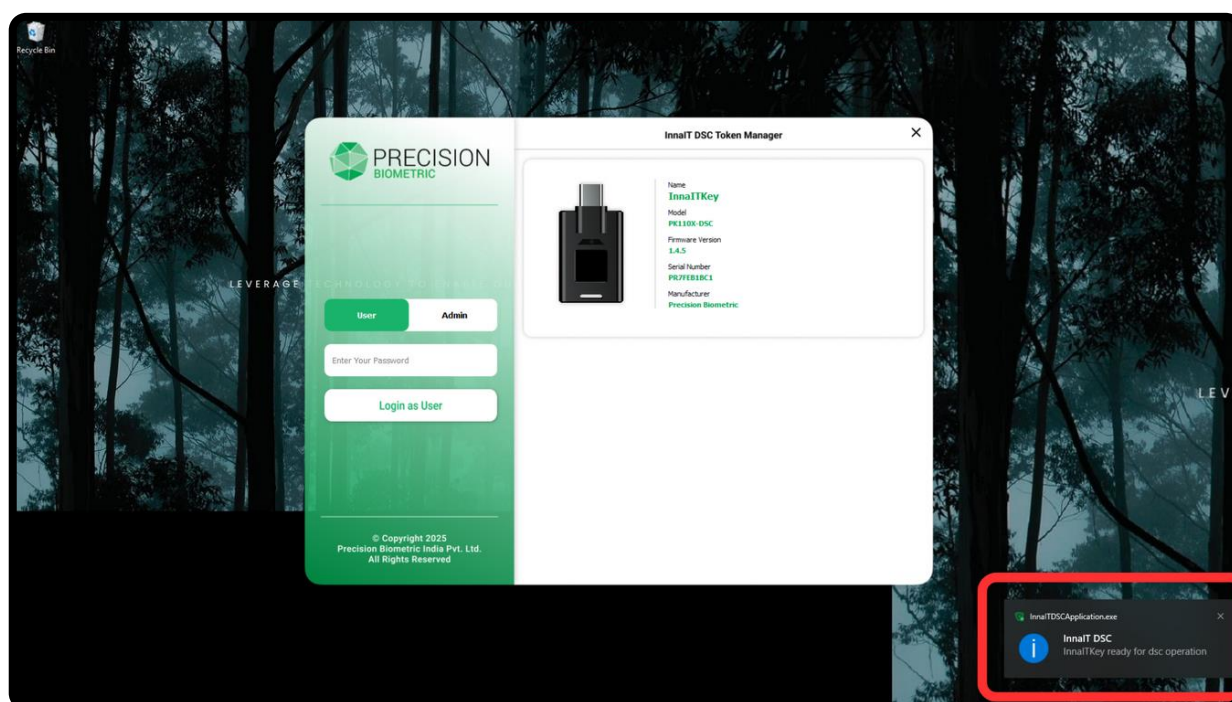 Recycle Bin
PRECISION
BIOMETRIC
InnaIT DSC Token Manager
Name
InnaITKey
Model
PK110X-DSC
Firmware Version
1.4.5
Serial Number
PR7FEB1BC1
Manufacturer
Precision Biometric
LEVERAGE
User
Admin
Enter Your Password
Login as User
© Copyright 2025
Precision Biometric India Pvt. Ltd.
All Rights Reserved
LEV
InnaITDSCApplication.exe
InnaIT DSC
InnaITKey ready for dsc operation